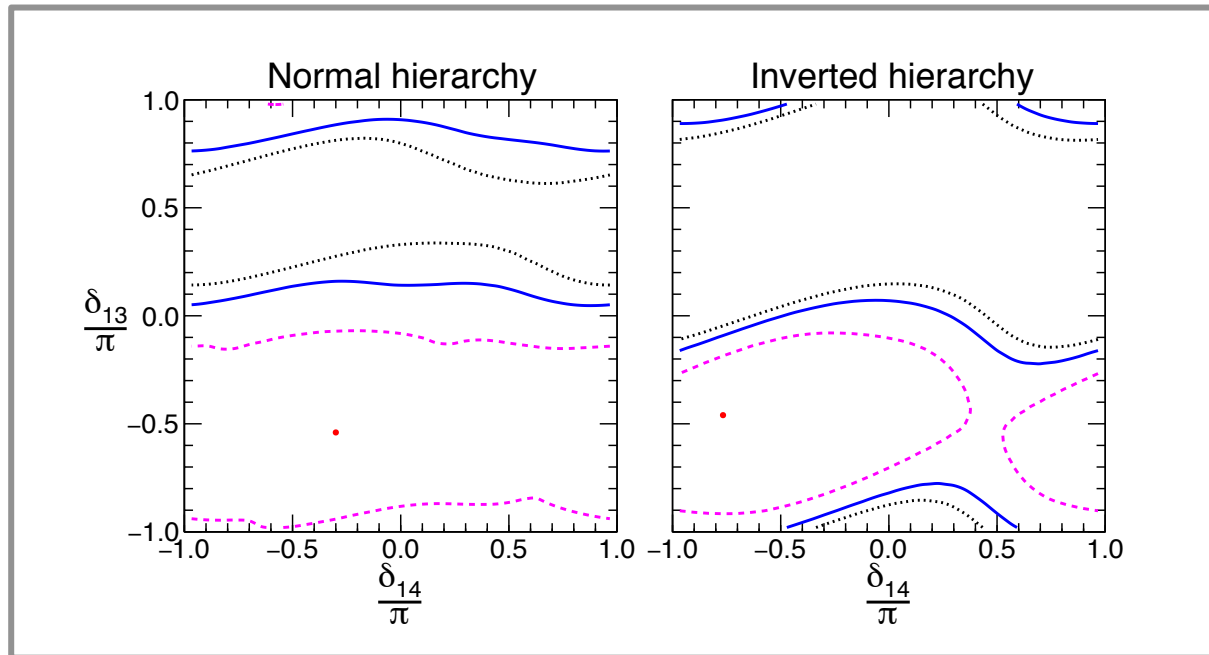 Normal hierarchy
Inverted hierarchy
1.0
0.5
0.0
−0.5
−1.0
δ13
π
−1.0 −0.5 0.0 0.5 1.0
−1.0 −0.5 0.0 0.5 1.0
δ14
π
δ14
π